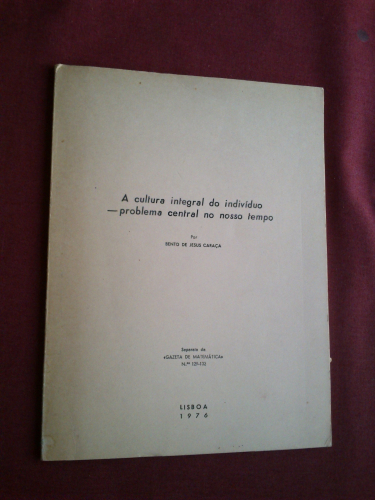 A cultura integral do indivíduo
—problema central no nosso tempo
Por
BENTO DE JESUS CARAÇA
Separata da
«GAZETA DE MATEMÁTICA»
N.os
LISBOA
1976